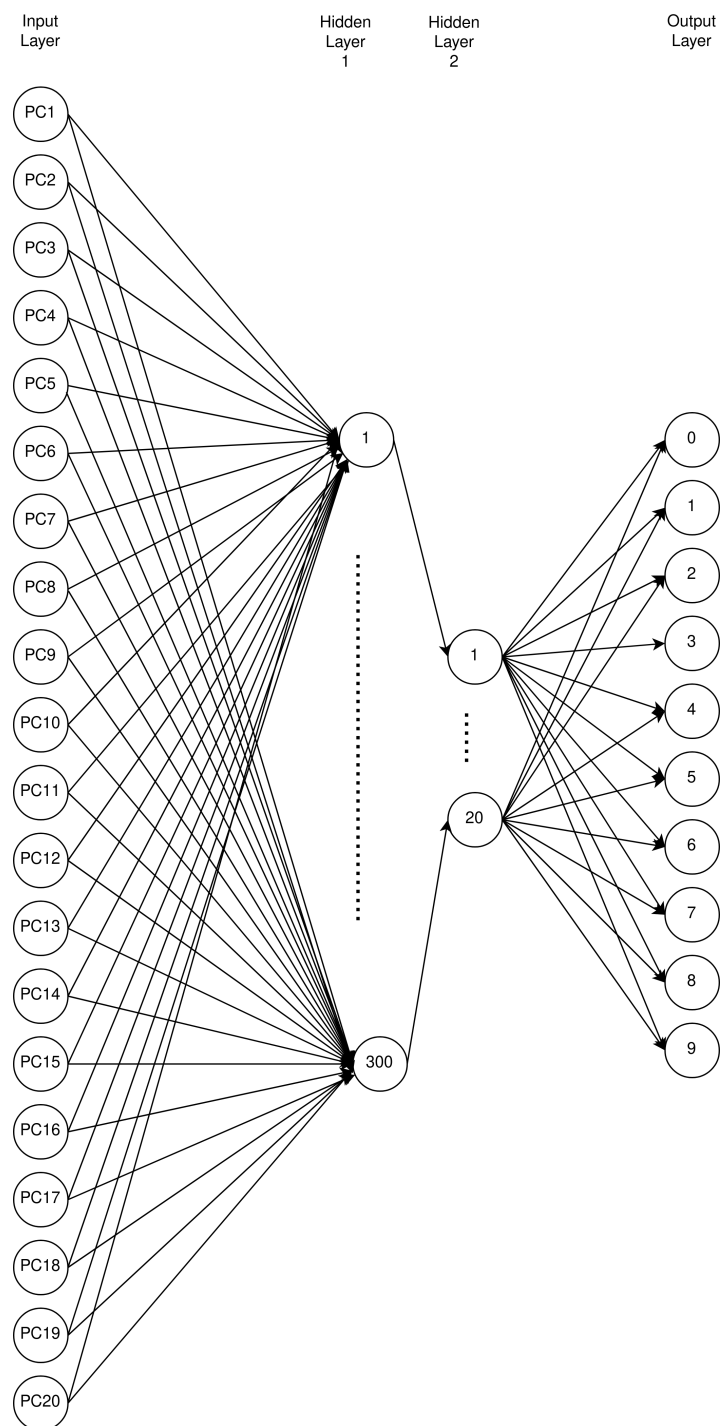 Input
Layer
Hidden
Layer
1
Hidden
Layer
2
Output
Layer
PC1
PC2
PC3
PC4
PC5
PC6
PC7
PC8
PC9
PC10
PC11
PC12
PC13
PC14
PC15
PC16
PC17
PC18
PC19
PC20
1
300
1
20
0
1
2
3
4
5
6
7
8
9